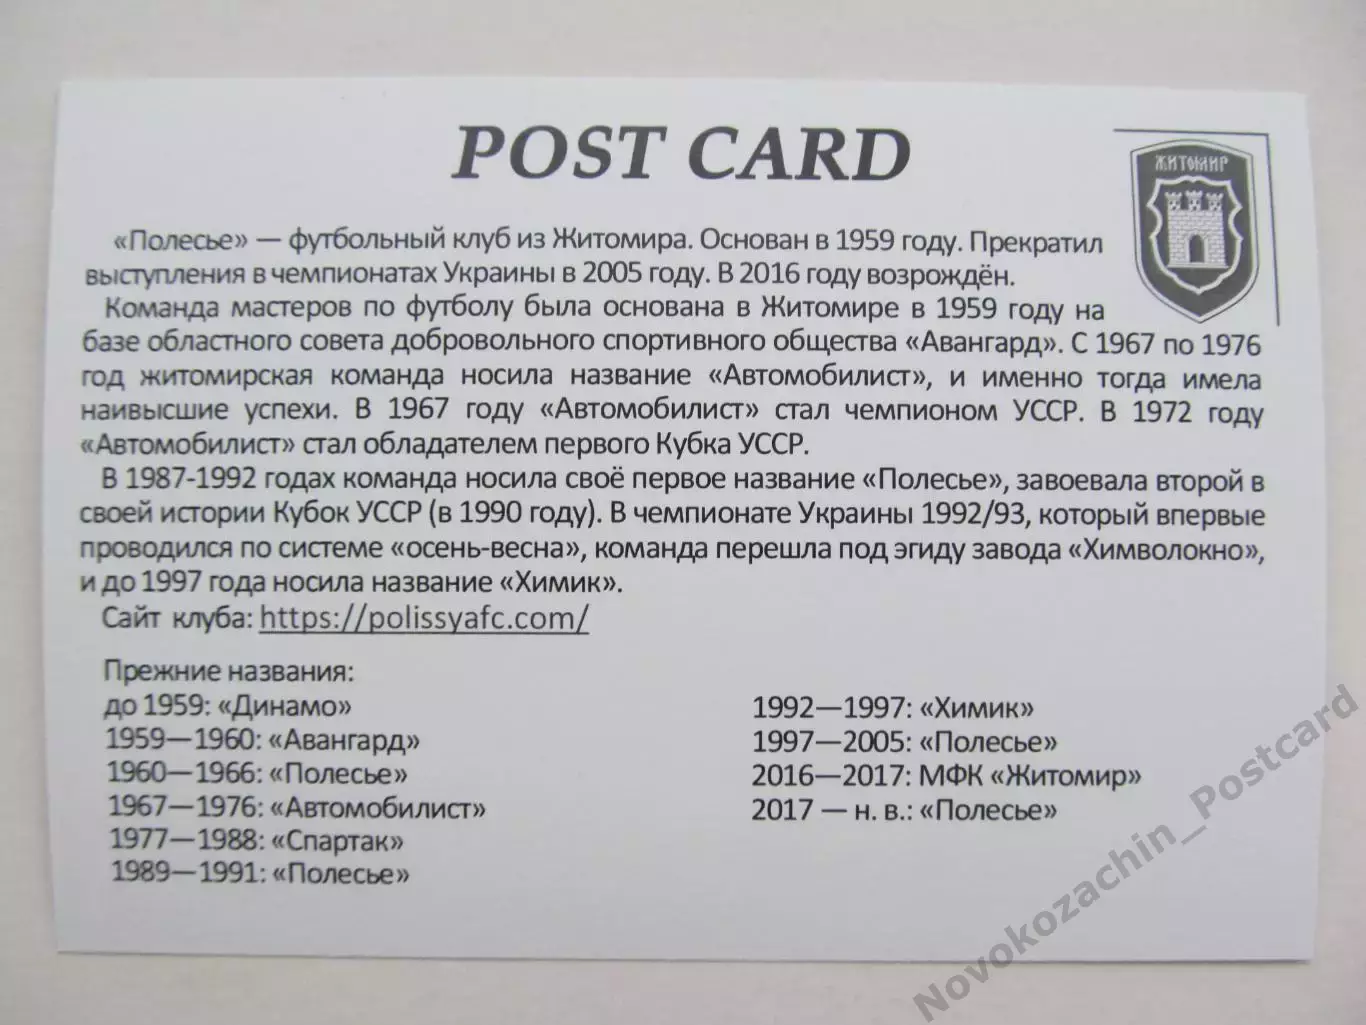 POST CARD
ЖИТОМИР
«Полесье» — футбольный клуб из Житомира. Основан в 1959 году. Прекратил
выступления в чемпионатах Украины в 2005 году. В 2016 году возрождён.
Команда мастеров по футболу была основана в Житомире в 1959 году на
базе областного совета добровольного спортивного общества «Авангард». С 1967 по 1976
год житомирская команда носила название «Автомобилист», и именно тогда имела
наивысшие успехи. В 1967 году «Автомобилист» стал чемпионом УССР. В 1972 году
«Автомобилист» стал обладателем первого Кубка УССР.
В 1987-1992 годах команда носила своё первое название «Полесье», завоевала второй в
своей истории Кубок УССР (в 1990 году). В чемпионате Украины 1992/93, который впервые
проводился по системе «осень-весна», команда перешла под эгиду завода «Химволокно»,
и до 1997 года носила название «Химик».
Сайт клуба: https://polissyafc.com/
Прежние названия:
до 1959: «Динамо»
1959—1960: «Авангард»
1960—1966: «Полесье»
1967—1976: «Автомобилист»
1977—1988: «Спартак»
1989—1991: «Полесье»
1992—1997: «Химик»
1997—2005: «Полесье»
2016—2017: МФК «Житомир»
2017 — н. в.: «Полесье»
Novokozachin_Postcard